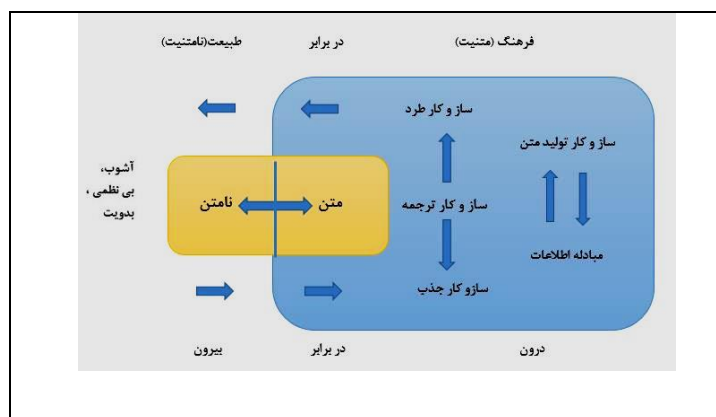 فرهنگ (متنیت)
در برابر
طبیعت(نامتنیت)
ساز و کار طرد
ساز و کار تولید متن
آشوب،
بی نظمی ،
بدویت
متن
نامتن
ساز و کار ترجمه
مبادله اطلاعات
سازو کار جذب
درون
در برابر
بیرون